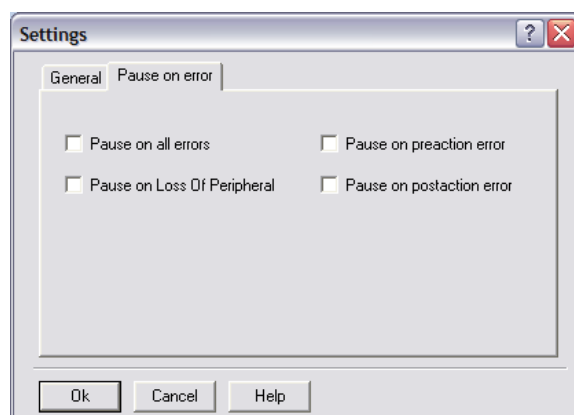 Settings
?
General Pause on error
Pause on all errors Pause on preaction error
Pause on Loss Of Peripheral Pause on postaction error
Ok Cancel Help